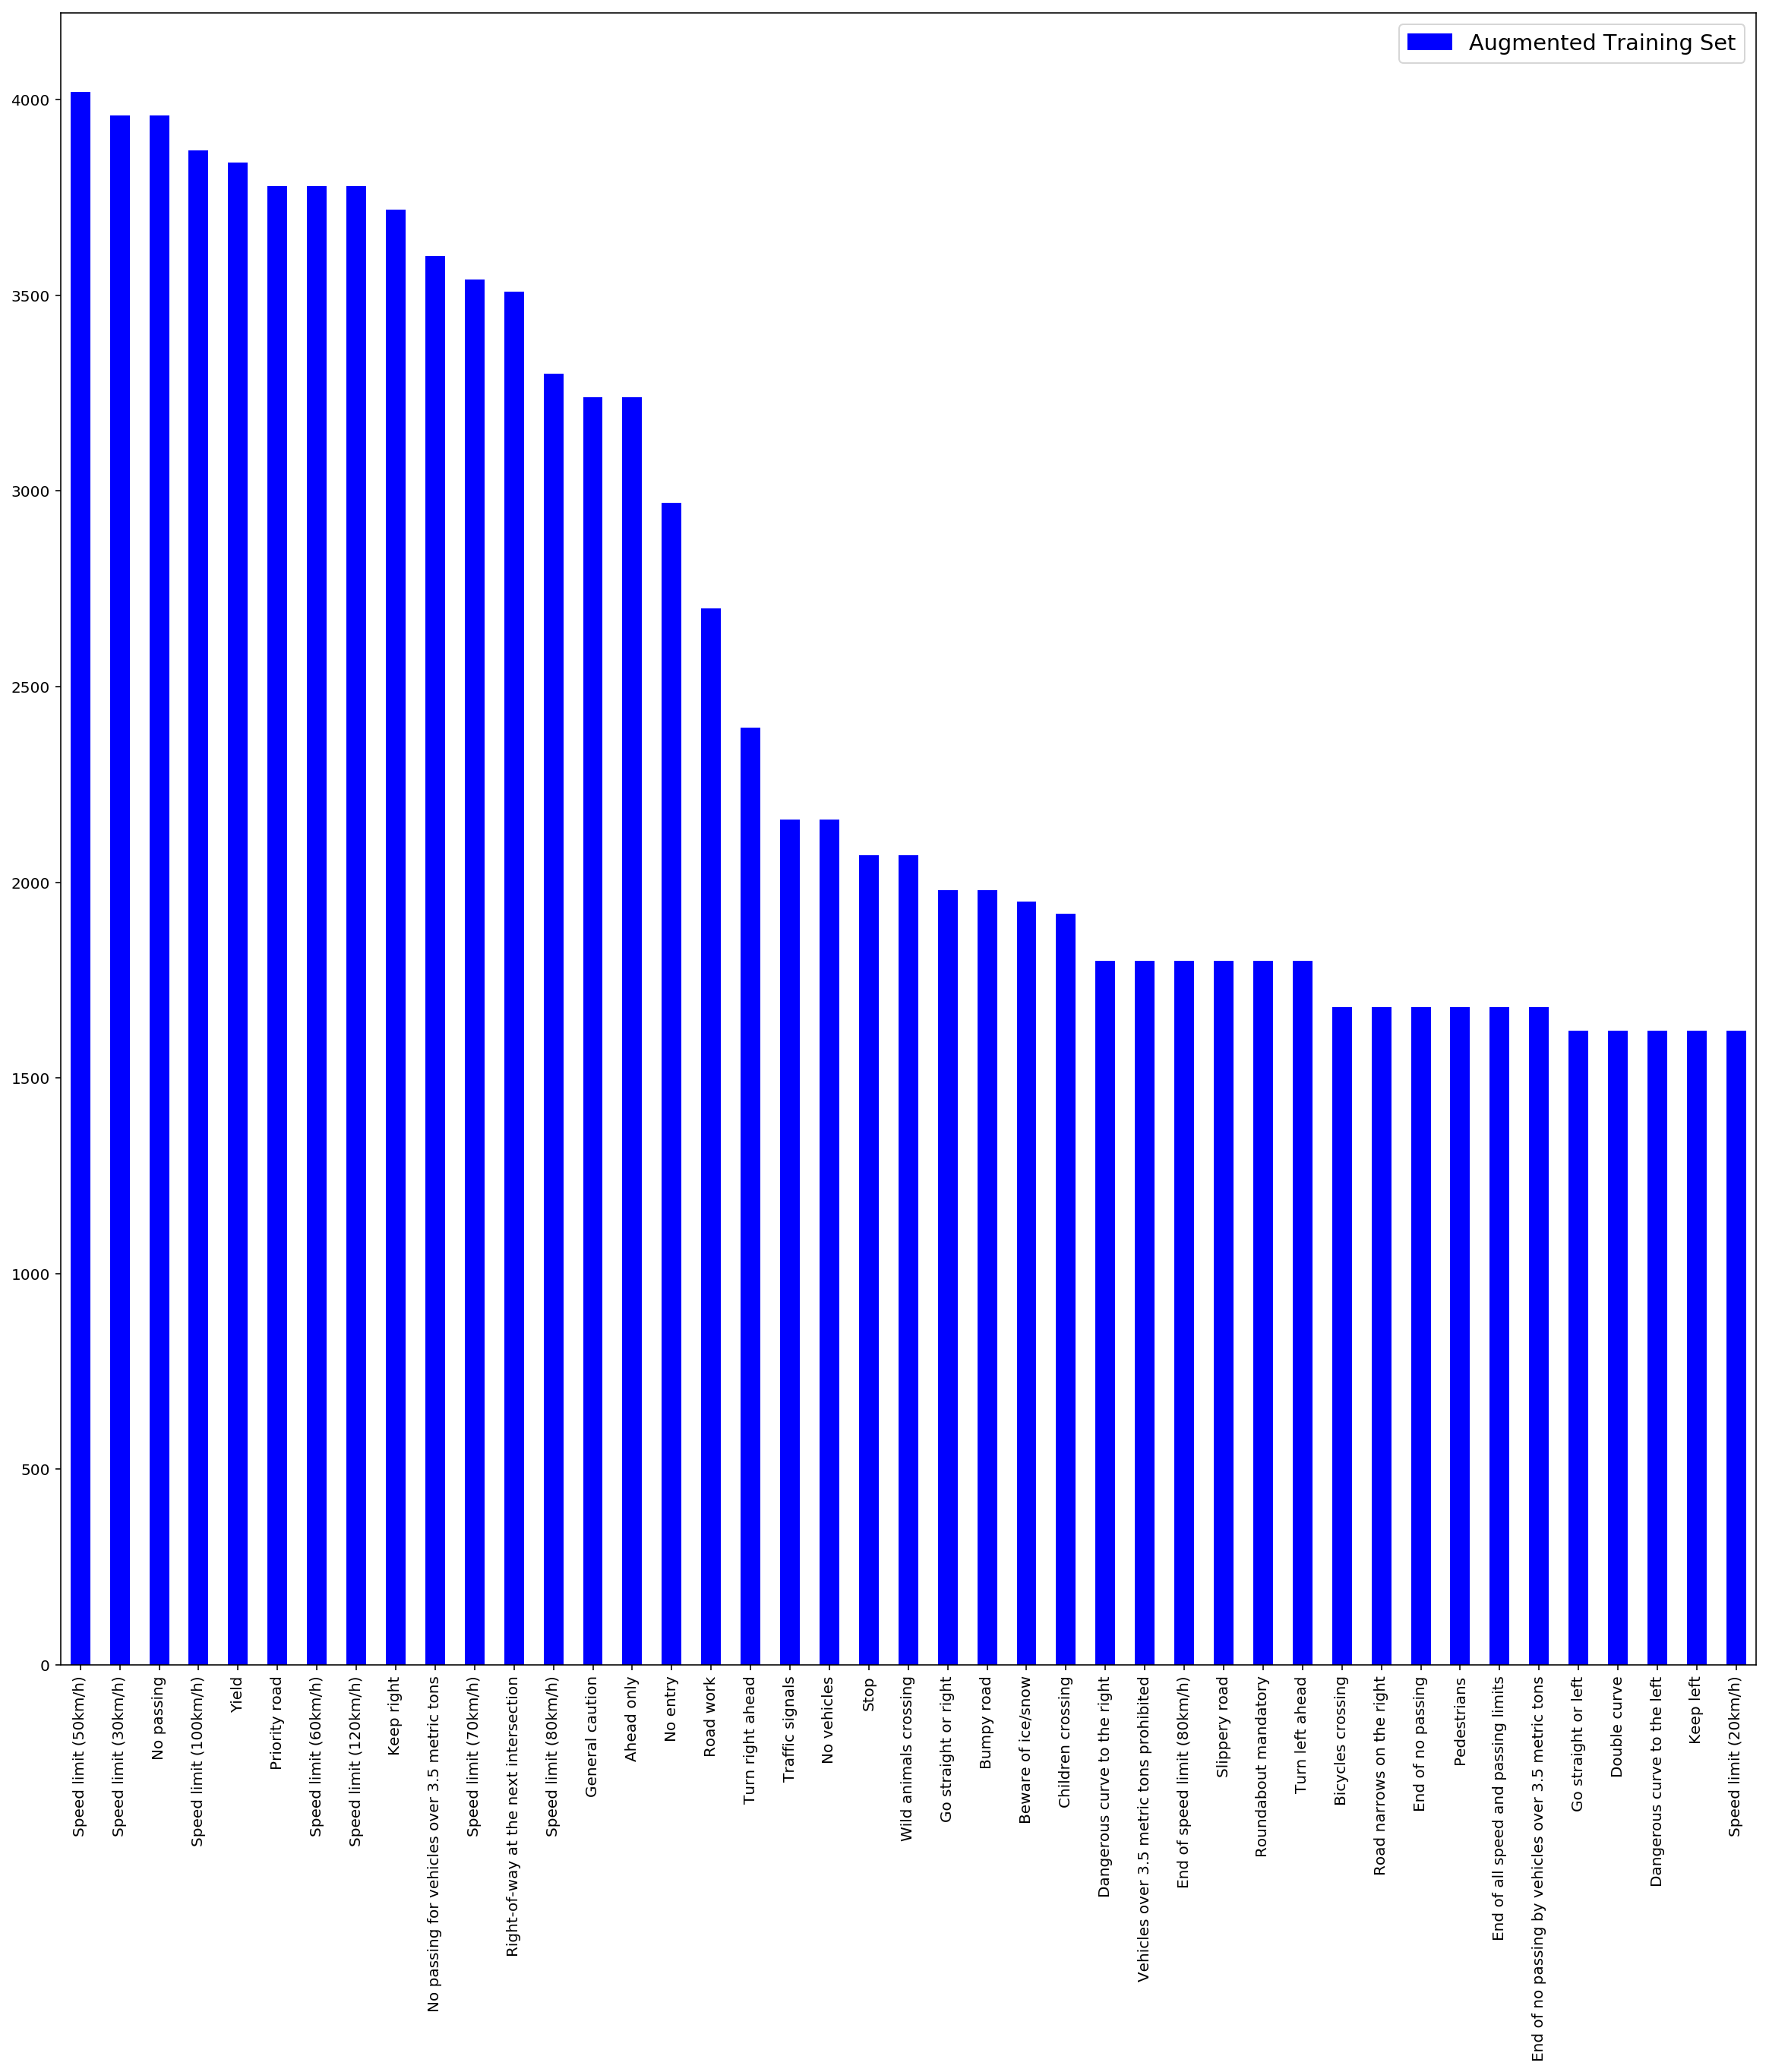 Augmented Training Set
4000
3500
3000
2500
2000
1500
1000
500
0
Speed limit (50km/h)
Speed limit (30km/h)
No passing
Speed limit (100km/h)
Yield
Priority road
Speed limit (60km/h)
Speed limit (120km/h)
Keep right
No passing for vehicles over 3.5 metric tons
Speed limit (70km/h)
Right-of-way at the next intersection
Speed limit (80km/h)
General caution
Ahead only
No entry
Road work
Turn right ahead
Traffic signals
No vehicles
Stop
Wild animals crossing
Go straight or right
Bumpy road
Beware of ice/snow
Children crossing
Dangerous curve to the right
Vehicles over 3.5 metric tons prohibited
End of speed limit (80km/h)
Slippery road
Roundabout mandatory
Turn left ahead
Bicycles crossing
Road narrows on the right
End of no passing
Pedestrians
End of all speed and passing limits
End of no passing by vehicles over 3.5 metric tons
Go straight or left
Double curve
Dangerous curve to the left
Keep left
Speed limit (20km/h)